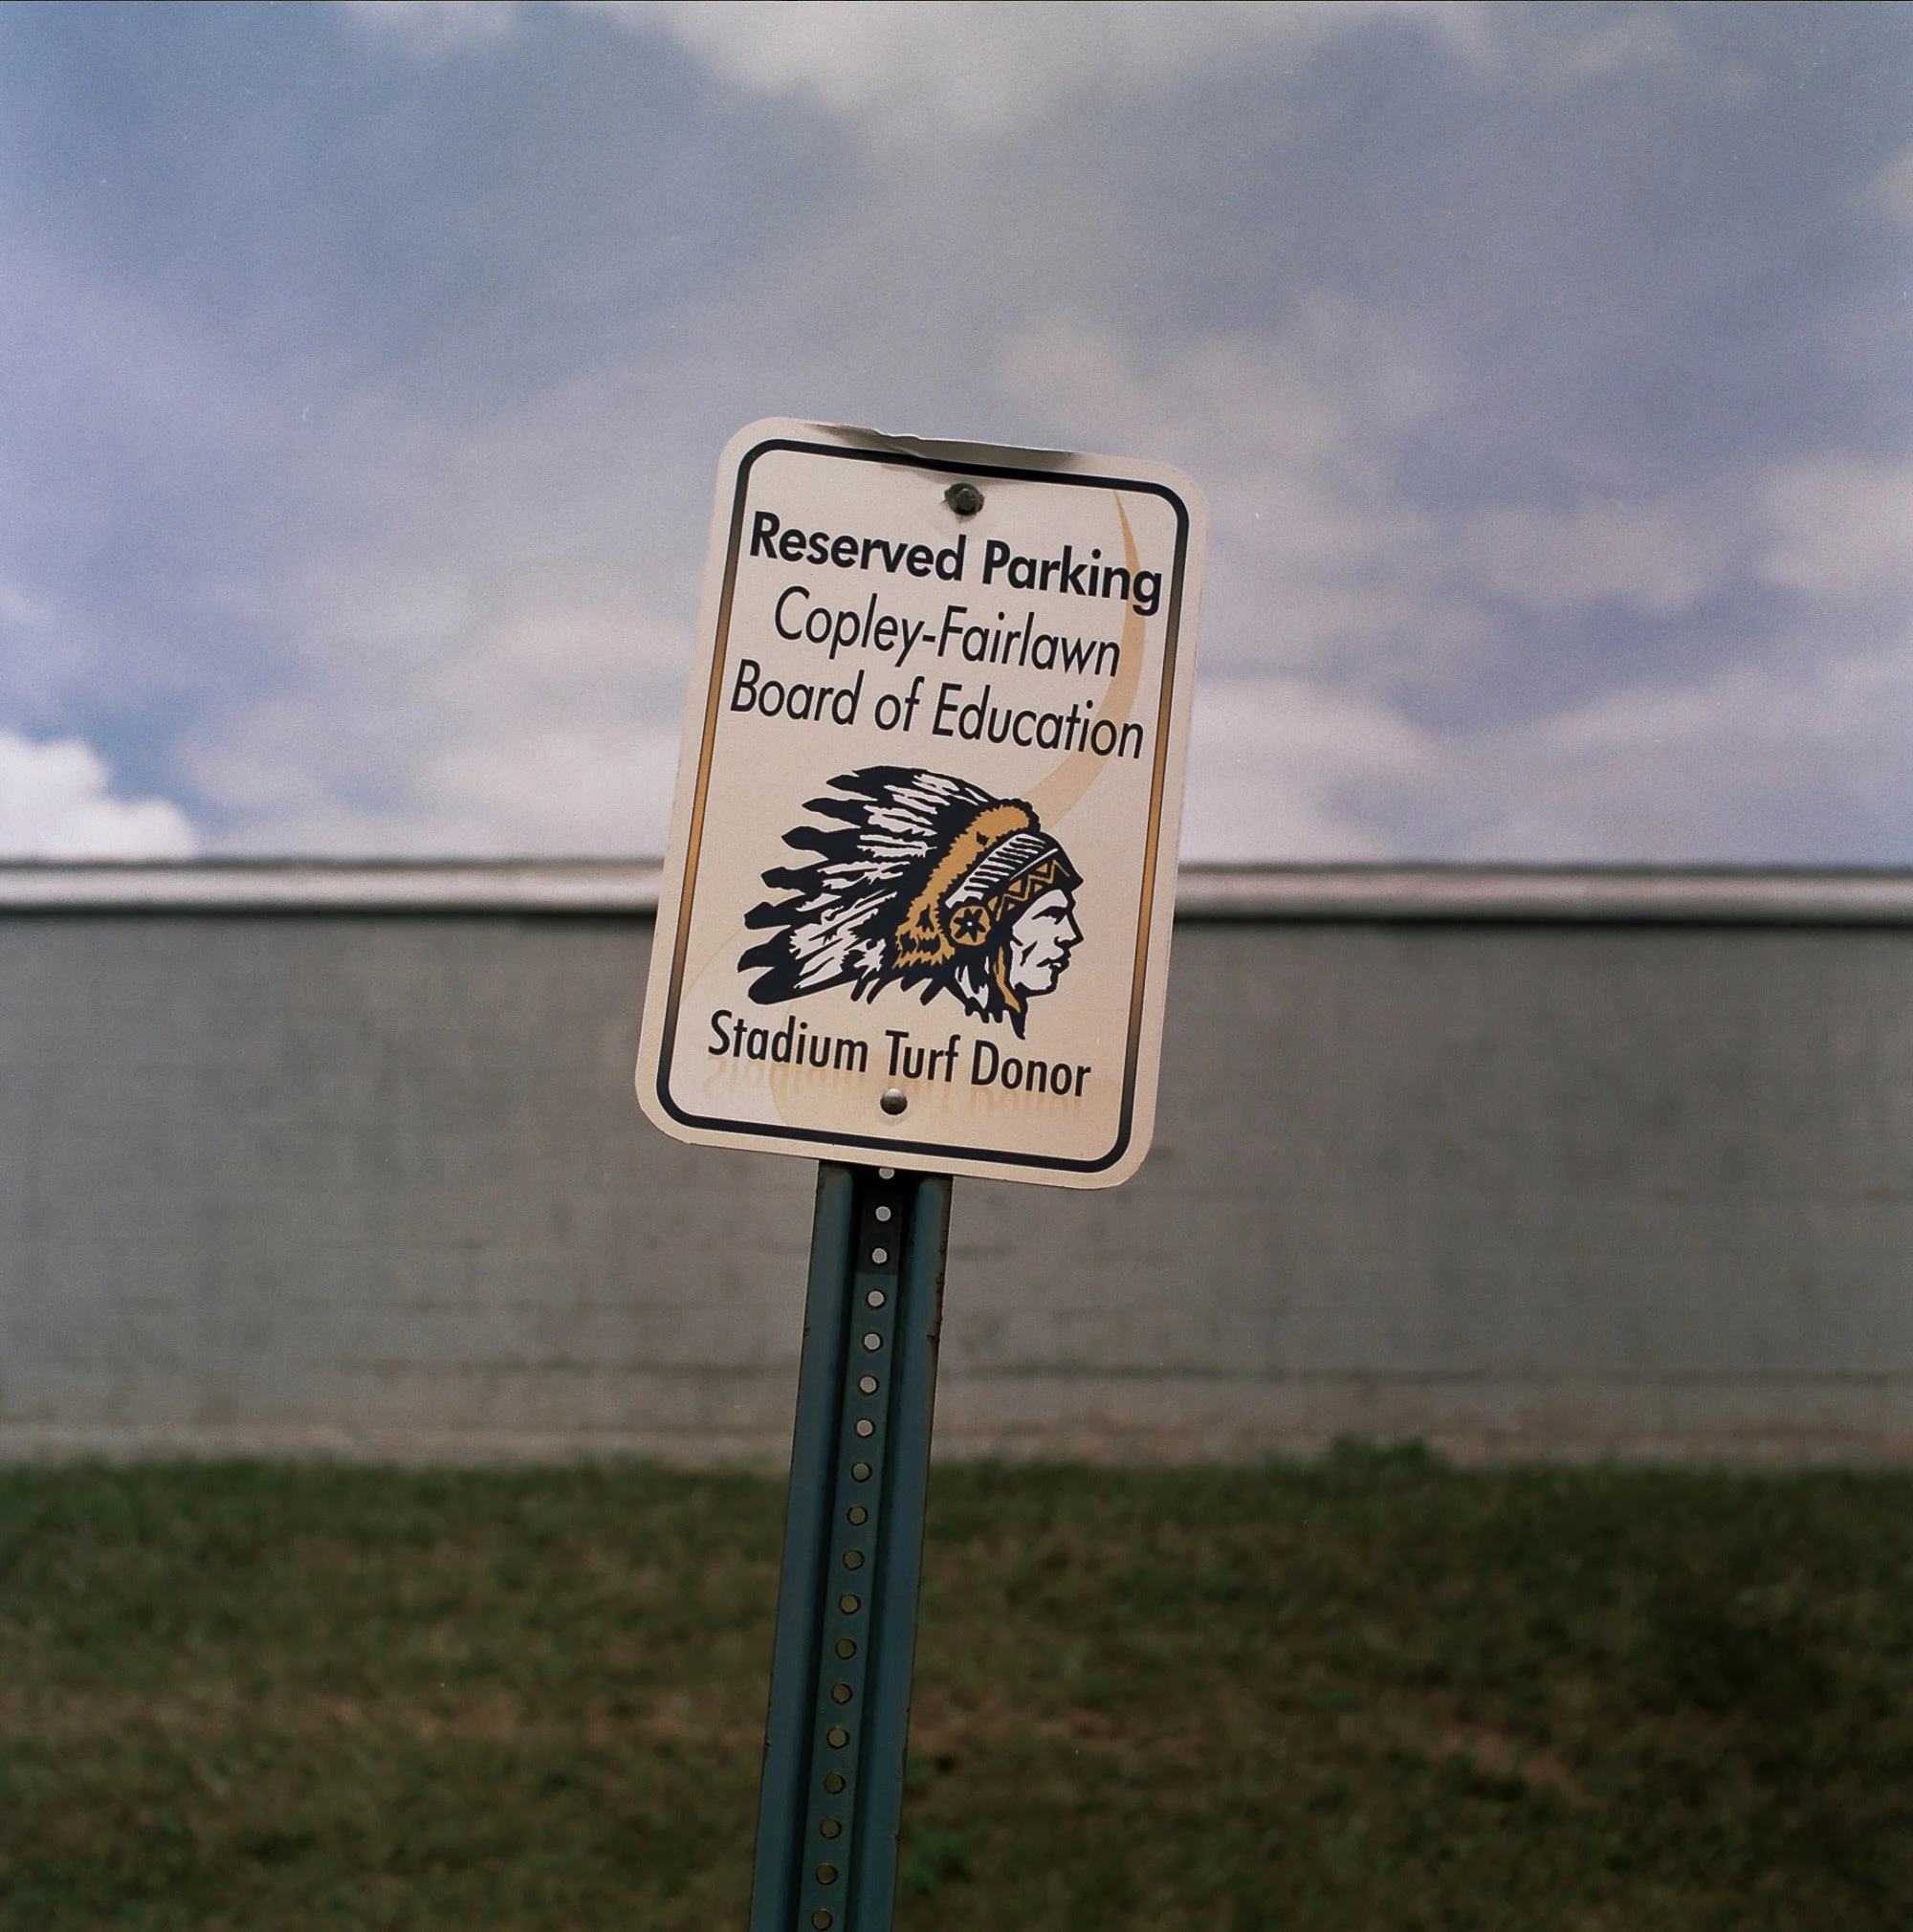 Reserved Parking
Copley-Fairlawn
Board of Education
Stadium Turf Donor